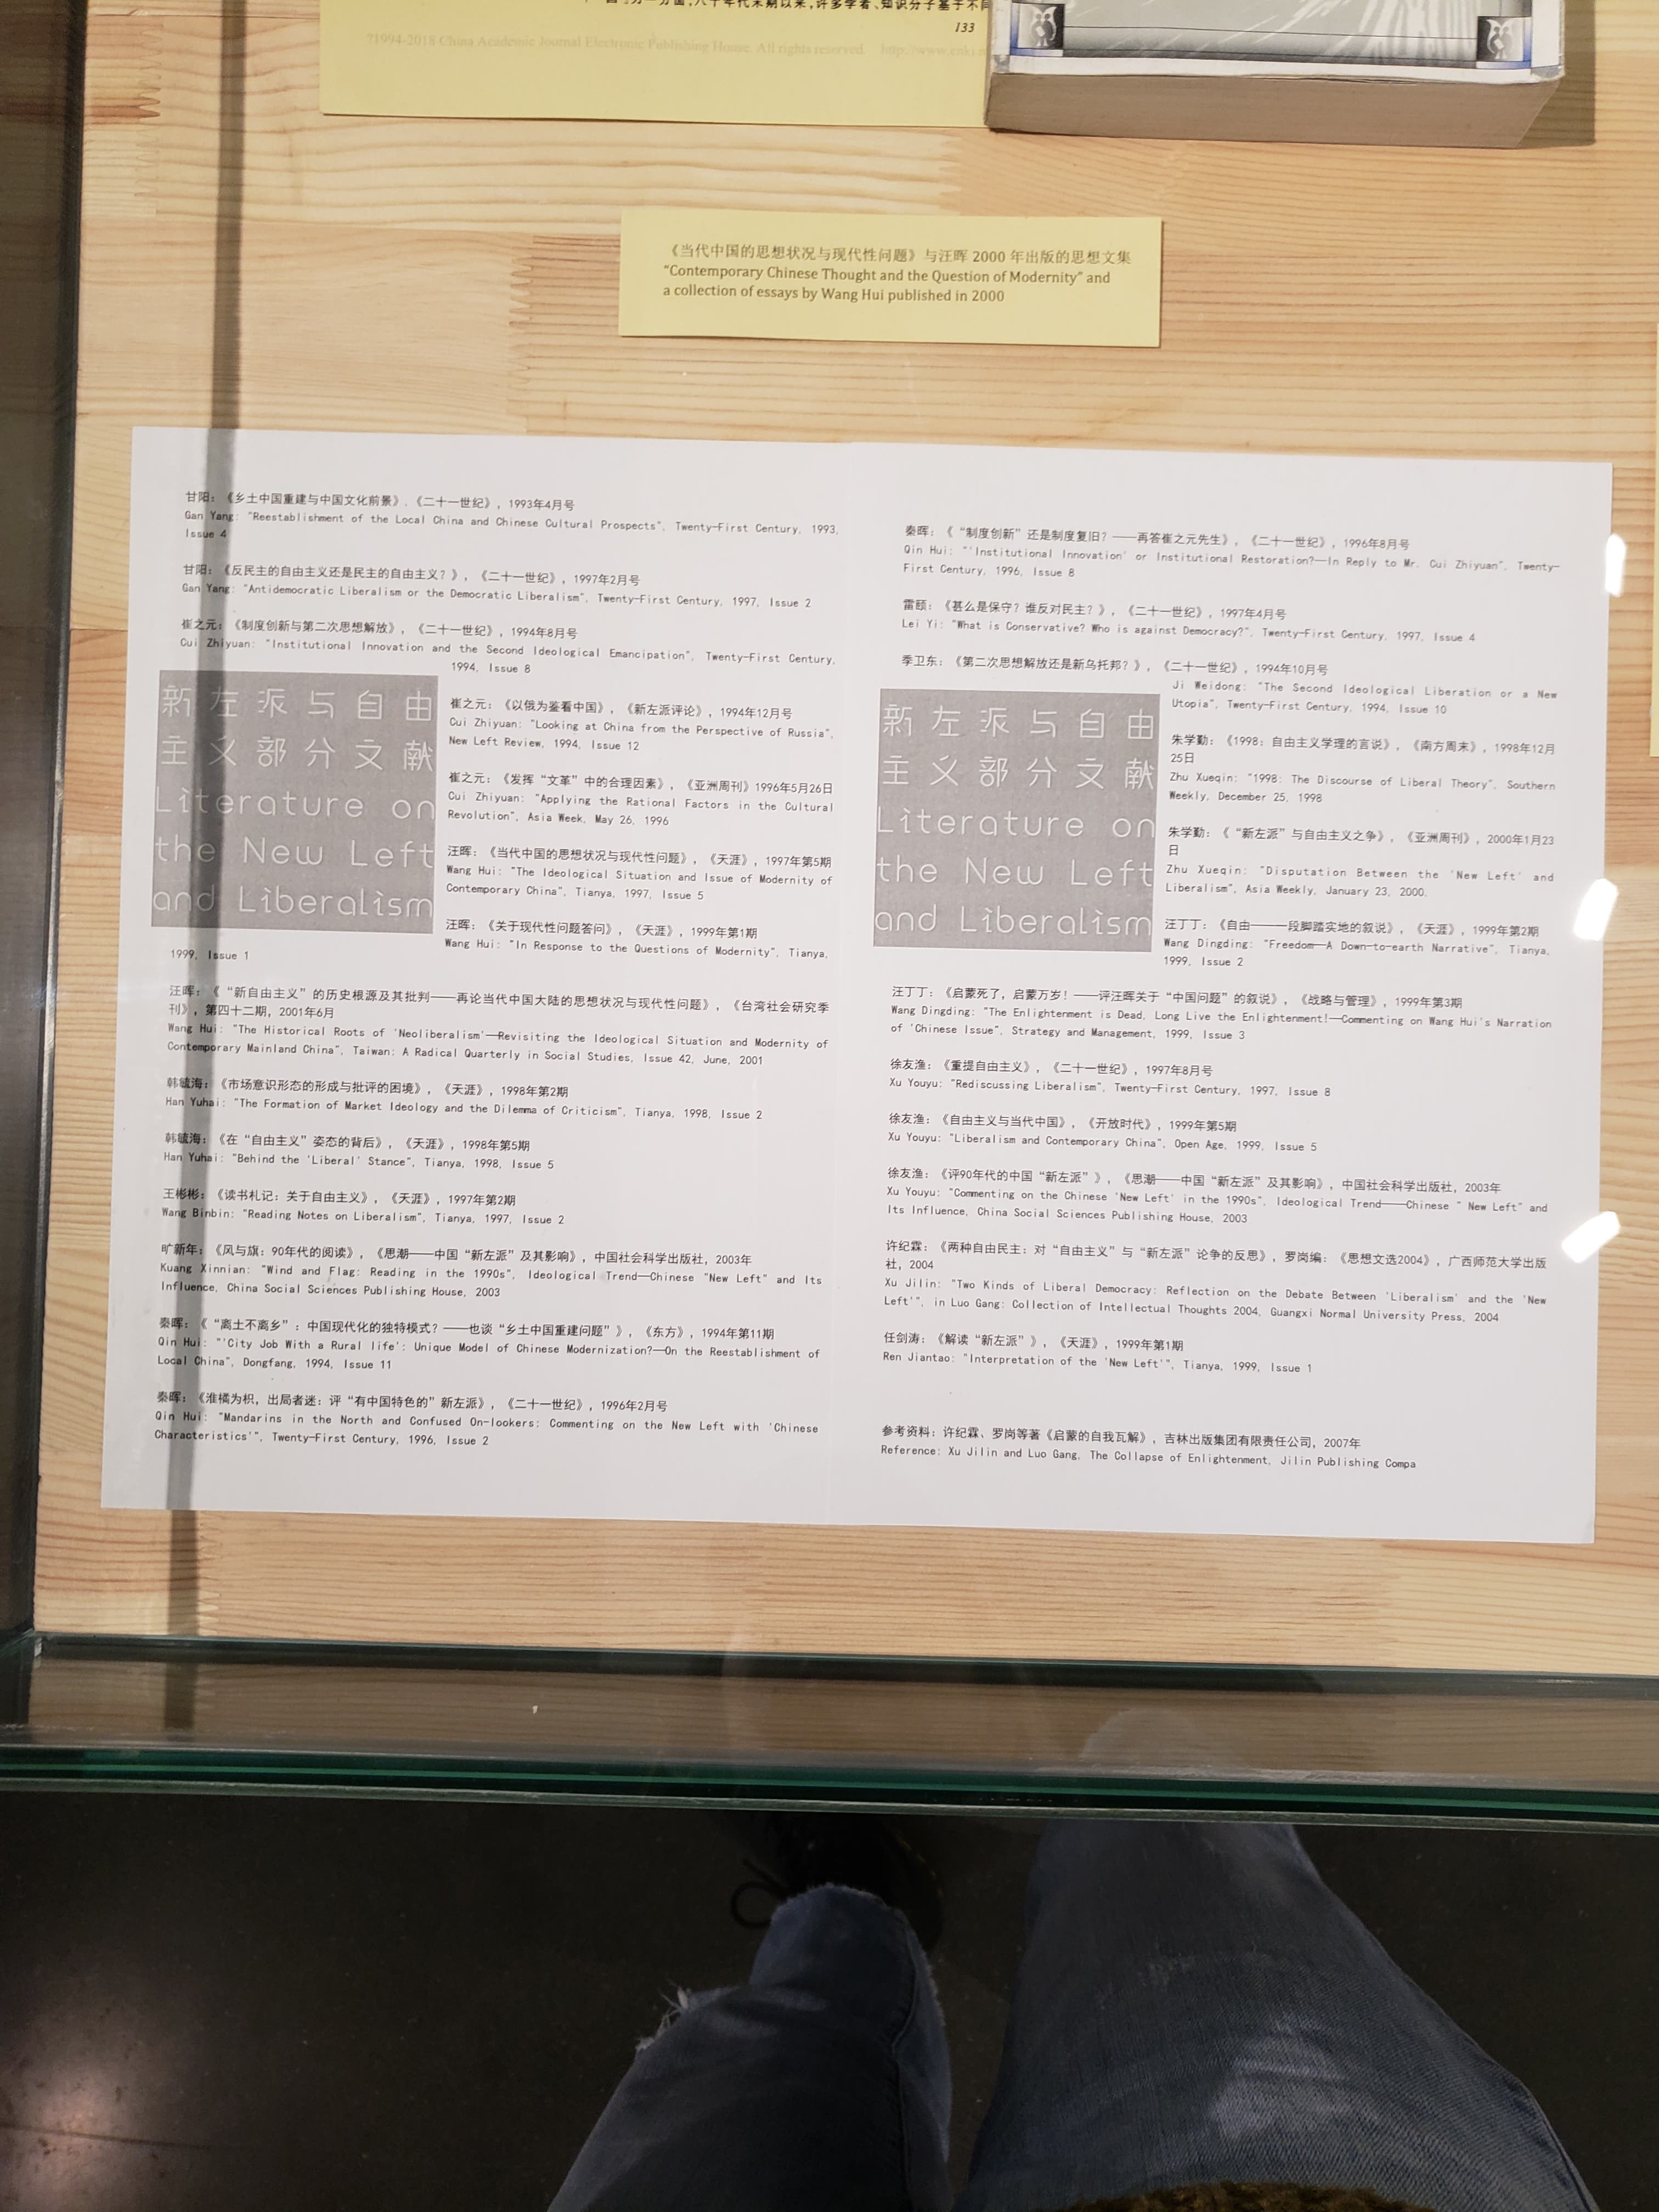 八十年代末期以来,许多学者、知识分子基于不同
133
?1994-2018 China Academic Journal Electronic Publishing House. All rights reserved. http://www.cnki.n
《当代中国的思想状况与现代性问题》与汪晖 2000 年出版的思想文集
“Contemporary Chinese Thought and the Question of Modernity” and
a collection of essays by Wang Hui published in 2000
甘阳：《乡土中国重建与中国文化前景》，《二十一世纪》，1993年4月号
Gan Yang: "Reestablishment of the Local China and Chinese Cultural Prospects", Twenty-First Century, 1993,
Issue 4
甘阳：《反民主的自由主义还是民主的自由主义？》，《二十一世纪》，1997年2月号
Gan Yang: "Antidemocratic Liberalism or the Democratic Liberalism", Twenty-First Century, 1997, Issue 2
崔之元：《制度创新与第二次思想解放》，《二十一世纪》，1994年8月号
Cui Zhiyuan: "Institutional Innovation and the Second Ideological Emancipation", Twenty-First Century,
1994, Issue 8
新左派与自由
主义部分文献
Literature on
the New Left
and Liberalism
崔之元：《以俄为鉴看中国》，《新左派评论》，1994年12月号
Cui Zhiyuan: "Looking at China from the Perspective of Russia",
New Left Review, 1994, Issue 12
崔之元：《发挥“文革”中的合理因素》，《亚洲周刊》1996年5月26日
Cui Zhiyuan: "Applying the Rational Factors in the Cultural
Revolution", Asia Week, May 26, 1996
汪晖：《当代中国的思想状况与现代性问题》，《天涯》，1997年第5期
Wang Hui: "The Ideological Situation and Issue of Modernity of
Contemporary China", Tianya, 1997, Issue 5
汪晖：《关于现代性问题答问》，《天涯》，1999年第1期
Wang Hui: "In Response to the Questions of Modernity", Tianya,
1999, Issue 1
汪晖：《“新自由主义”的历史根源及其批判——再论当代中国大陆的思想状况与现代性问题》，《台湾社会研究季
刊》，第四十二期，2001年6月
Wang Hui: "The Historical Roots of 'Neoliberalism'—Revisiting the Ideological Situation and Modernity of
Contemporary Mainland China", Taiwan: A Radical Quarterly in Social Studies, Issue 42, June, 2001
韩毓海：《市场意识形态的形成与批评的困境》，《天涯》，1998年第2期
Han Yuhai: "The Formation of Market Ideology and the Dilemma of Criticism", Tianya, 1998, Issue 2
韩毓海：《在“自由主义”姿态的背后》，《天涯》，1998年第5期
Han Yuhai: "Behind the 'Liberal' Stance", Tianya, 1998, Issue 5
王彬彬：《读书札记：关于自由主义》，《天涯》，1997年第2期
Wang Binbin: "Reading Notes on Liberalism", Tianya, 1997, Issue 2
旷新年：《风与旗：90年代的阅读》，《思潮——中国“新左派”及其影响》，中国社会科学出版社，2003年
Kuang Xinnian: "Wind and Flag: Reading in the 1990s", Ideological Trend—Chinese "New Left" and Its
Influence, China Social Sciences Publishing House, 2003
秦晖：《“离土不离乡”：中国现代化的独特模式？——也谈“乡土中国重建问题”》，《东方》，1994年第11期
Qin Hui: "'City Job With a Rural life': Unique Model of Chinese Modernization?—On the Reestablishment of
Local China", Dongfang, 1994, Issue 11
秦晖：《淮橘为枳，出局者迷：评“有中国特色的”新左派》，《二十一世纪》，1996年2月号
Qin Hui: "Mandarins in the North and Confused On-lookers: Commenting on the New Left with 'Chinese
Characteristics'", Twenty-First Century, 1996, Issue 2
秦晖：《“制度创新”还是制度复旧？——再答崔之元先生》，《二十一世纪》，1996年8月号
Qin Hui: "'Institutional Innovation' or Institutional Restoration?—In Reply to Mr. Cui Zhiyuan", Twenty-
First Century, 1996, Issue 8
雷颐：《甚么是保守？谁反对民主？》，《二十一世纪》，1997年4月号
Lei Yi: "What is Conservative? Who is against Democracy?", Twenty-First Century, 1997, Issue 4
季卫东：《第二次思想解放还是新乌托邦？》，《二十一世纪》，1994年10月号
Ji Weidong: "The Second Ideological Liberation or a New
Utopia", Twenty-First Century, 1994, Issue 10
新左派与自由
主义部分文献
Literature on
the New Left
and Liberalism
朱学勤：《1998：自由主义学理的言说》，《南方周末》，1998年12月
25日
Zhu Xueqin: "1998: The Discourse of Liberal Theory", Southern
Weekly, December 25, 1998
朱学勤：《“新左派”与自由主义之争》，《亚洲周刊》，2000年1月23
日
Zhu Xueqin: "Disputation Between the 'New Left' and
Liberalism", Asia Weekly, January 23, 2000.
汪丁丁：《自由——一段脚踏实地的叙说》，《天涯》，1999年第2期
Wang Dingding: "Freedom—A Down-to-earth Narrative", Tianya,
1999, Issue 2
汪丁丁：《启蒙死了，启蒙万岁！——评汪晖关于“中国问题”的叙说》，《战略与管理》，1999年第3期
Wang Dingding: "The Enlightenment is Dead, Long Live the Enlightenment!—Commenting on Wang Hui's Narration
of 'Chinese Issue", Strategy and Management, 1999, Issue 3
徐友渔：《重提自由主义》，《二十一世纪》，1997年8月号
Xu Youyu: "Rediscussing Liberalism", Twenty-First Century, 1997, Issue 8
徐友渔：《自由主义与当代中国》，《开放时代》，1999年第5期
Xu Youyu: "Liberalism and Contemporary China", Open Age, 1999, Issue 5
徐友渔：《评90年代的中国“新左派”》，《思潮——中国“新左派”及其影响》，中国社会科学出版社，2003年
Xu Youyu: "Commenting on the Chinese 'New Left' in the 1990s", Ideological Trend——Chinese " New Left" and
Its Influence, China Social Sciences Publishing House, 2003
许纪霖：《两种自由民主：对“自由主义”与“新左派”论争的反思》，罗岗编：《思想文选2004》，广西师范大学出版
社，2004
Xu Jilin: "Two Kinds of Liberal Democracy: Reflection on the Debate Between 'Liberalism' and the 'New
Left'", in Luo Gang: Collection of Intellectual Thoughts 2004, Guangxi Normal University Press, 2004
任剑涛：《解读“新左派”》，《天涯》，1999年第1期
Ren Jiantao: "Interpretation of the 'New Left'", Tianya, 1999, Issue 1
参考资料：许纪霖、罗岗等著《启蒙的自我瓦解》，吉林出版集团有限责任公司，2007年
Reference: Xu Jilin and Luo Gang, The Collapse of Enlightenment, Jilin Publishing Compa